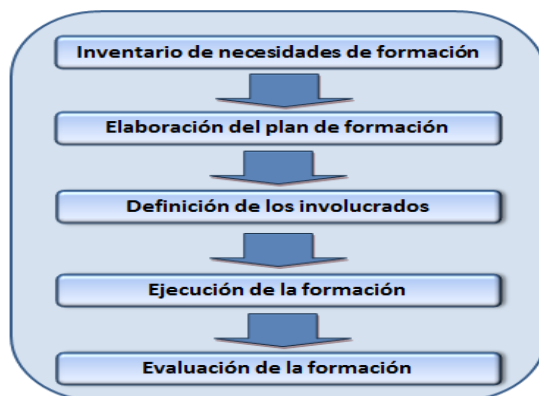 Inventario de necesidades de formación
Elaboración del plan de formación
Definición de los involucrados
Ejecución de la formación
Evaluación de la formación